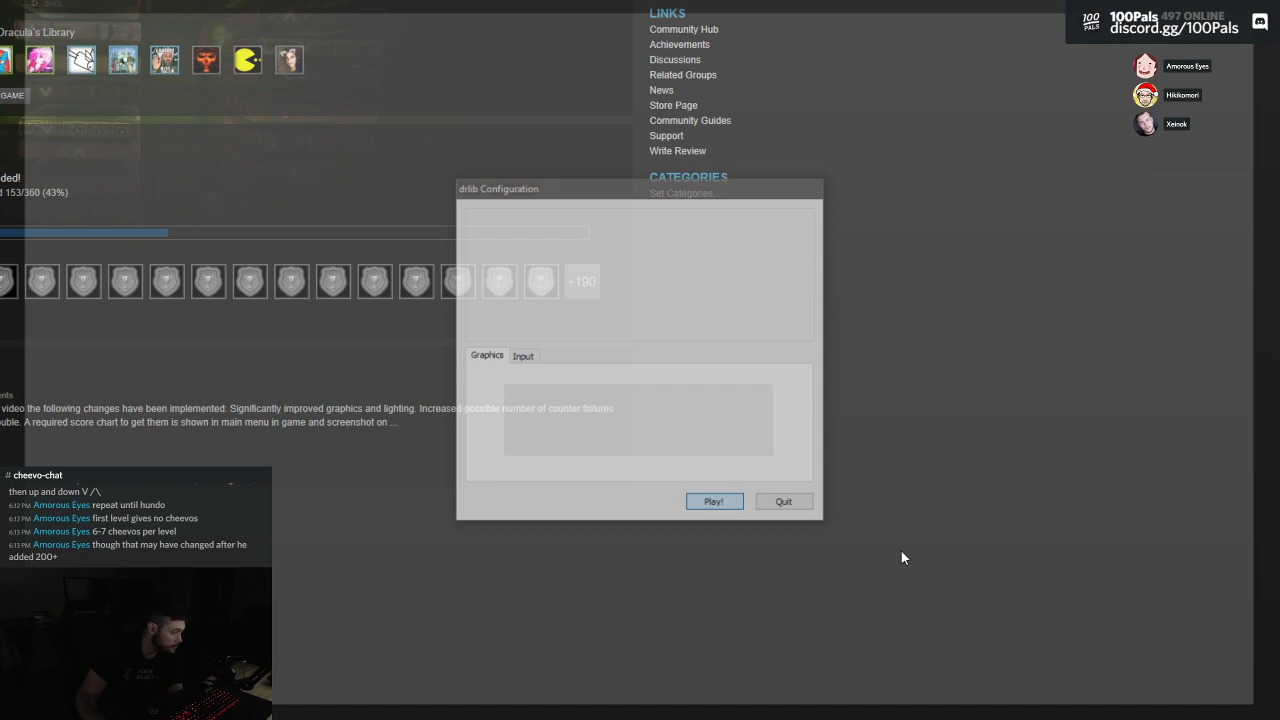 drlib
Dracula's Library
GAME
ded!
d 153/360 (43%)
+190
ents
video the following changes have been implemented: Significantly improved graphics and lighting. Increased possible number of counter failures
ouble. A required score chart to get them is shown in main menu in game and screenshot on ...
LINKS
Community Hub
Achievements
Discussions
Related Groups
News
Store Page
Community Guides
Support
Write Review
CATEGORIES
Set Categories...
drlib Configuration
Graphics
Input
Play!
Quit
100
PALS
100Pals 497 ONLINE
discord.gg/100Pals
Amorous Eyes
Hikikomori
Xeinok
# cheevo-chat
then up and down V /\
6:12 PM Amorous Eyes repeat until hundo
6:12 PM Amorous Eyes first level gives no cheevos
6:13 PM Amorous Eyes 6-7 cheevos per level
6:13 PM Amorous Eyes though that may have changed after he
added 200+